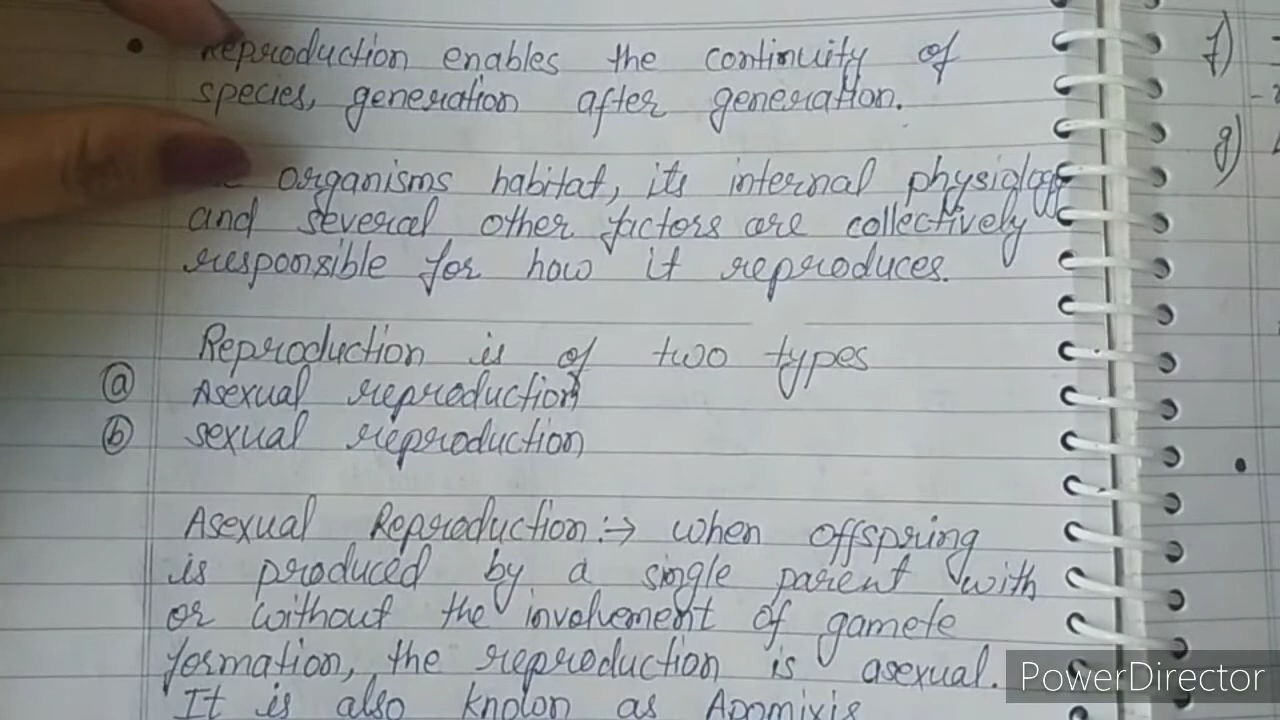 • Reproduction enables the continuity of
species, generation after generation.
organisms habitat, its internal physiology
and several other factors are collectively
responsible for how it reproduces.
Reproduction is of two types
(a) Asexual reproduction
(b) sexual reproduction
Asexual Reproduction:→ when offspring
is produced by a single parent with
or without the involvement of gamete
formation, the reproduction is asexual.
It is also known as Apomixis
f)
g)
•
PowerDirector